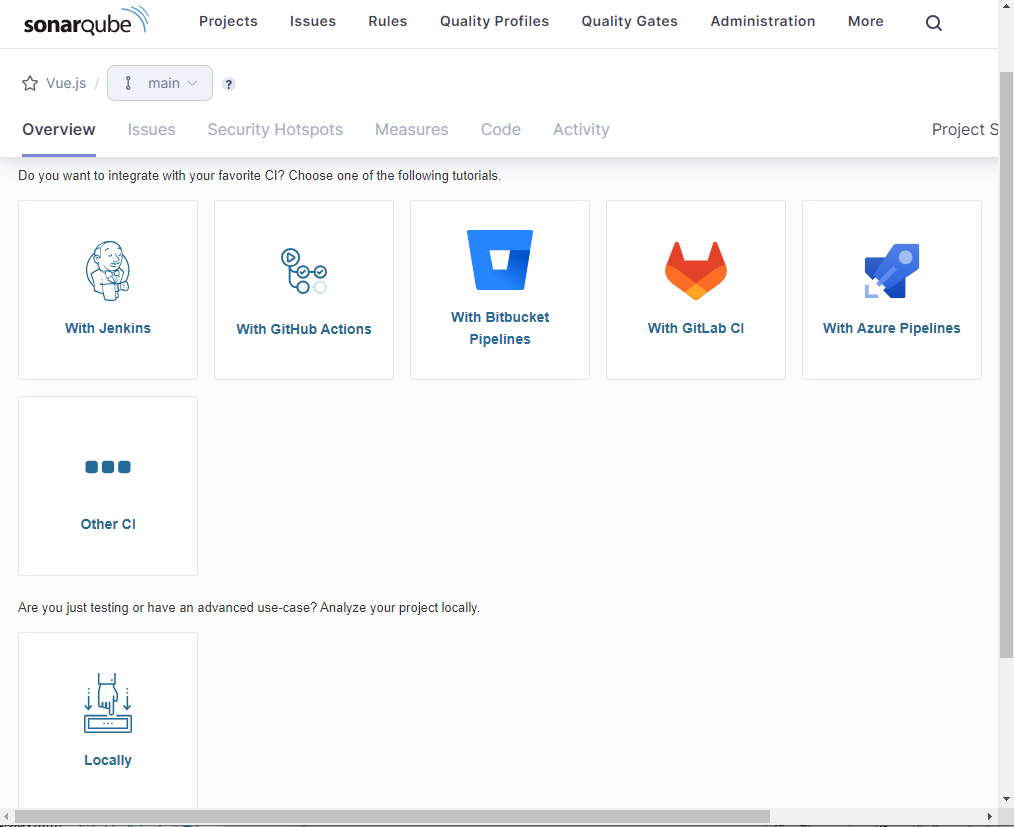 sonarqube Projects Issues Rules Quality Profiles Quality Gates Administration More
Vue.js / main ?
Overview Issues Security Hotspots Measures Code Activity Project S
Do you want to integrate with your favorite CI? Choose one of the following tutorials.
With Jenkins
With GitHub Actions
With Bitbucket
Pipelines
With GitLab CI
With Azure Pipelines
Other CI
Are you just testing or have an advanced use-case? Analyze your project locally.
Locally